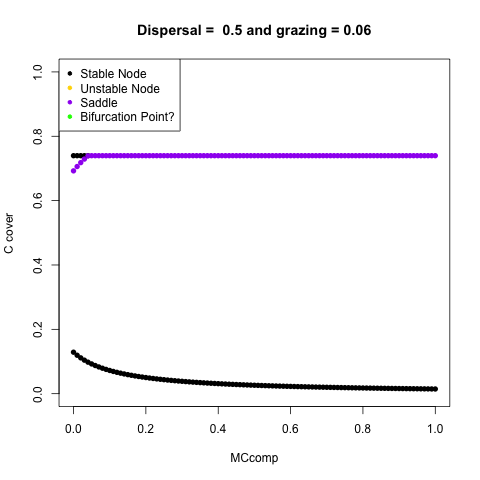 Dispersal =  0.5 and grazing = 0.06
Stable Node
Unstable Node
Saddle
Bifurcation Point?
C cover
1.0
0.8
0.6
0.4
0.2
0.0
0.0 0.2 0.4 0.6 0.8 1.0
MCcomp